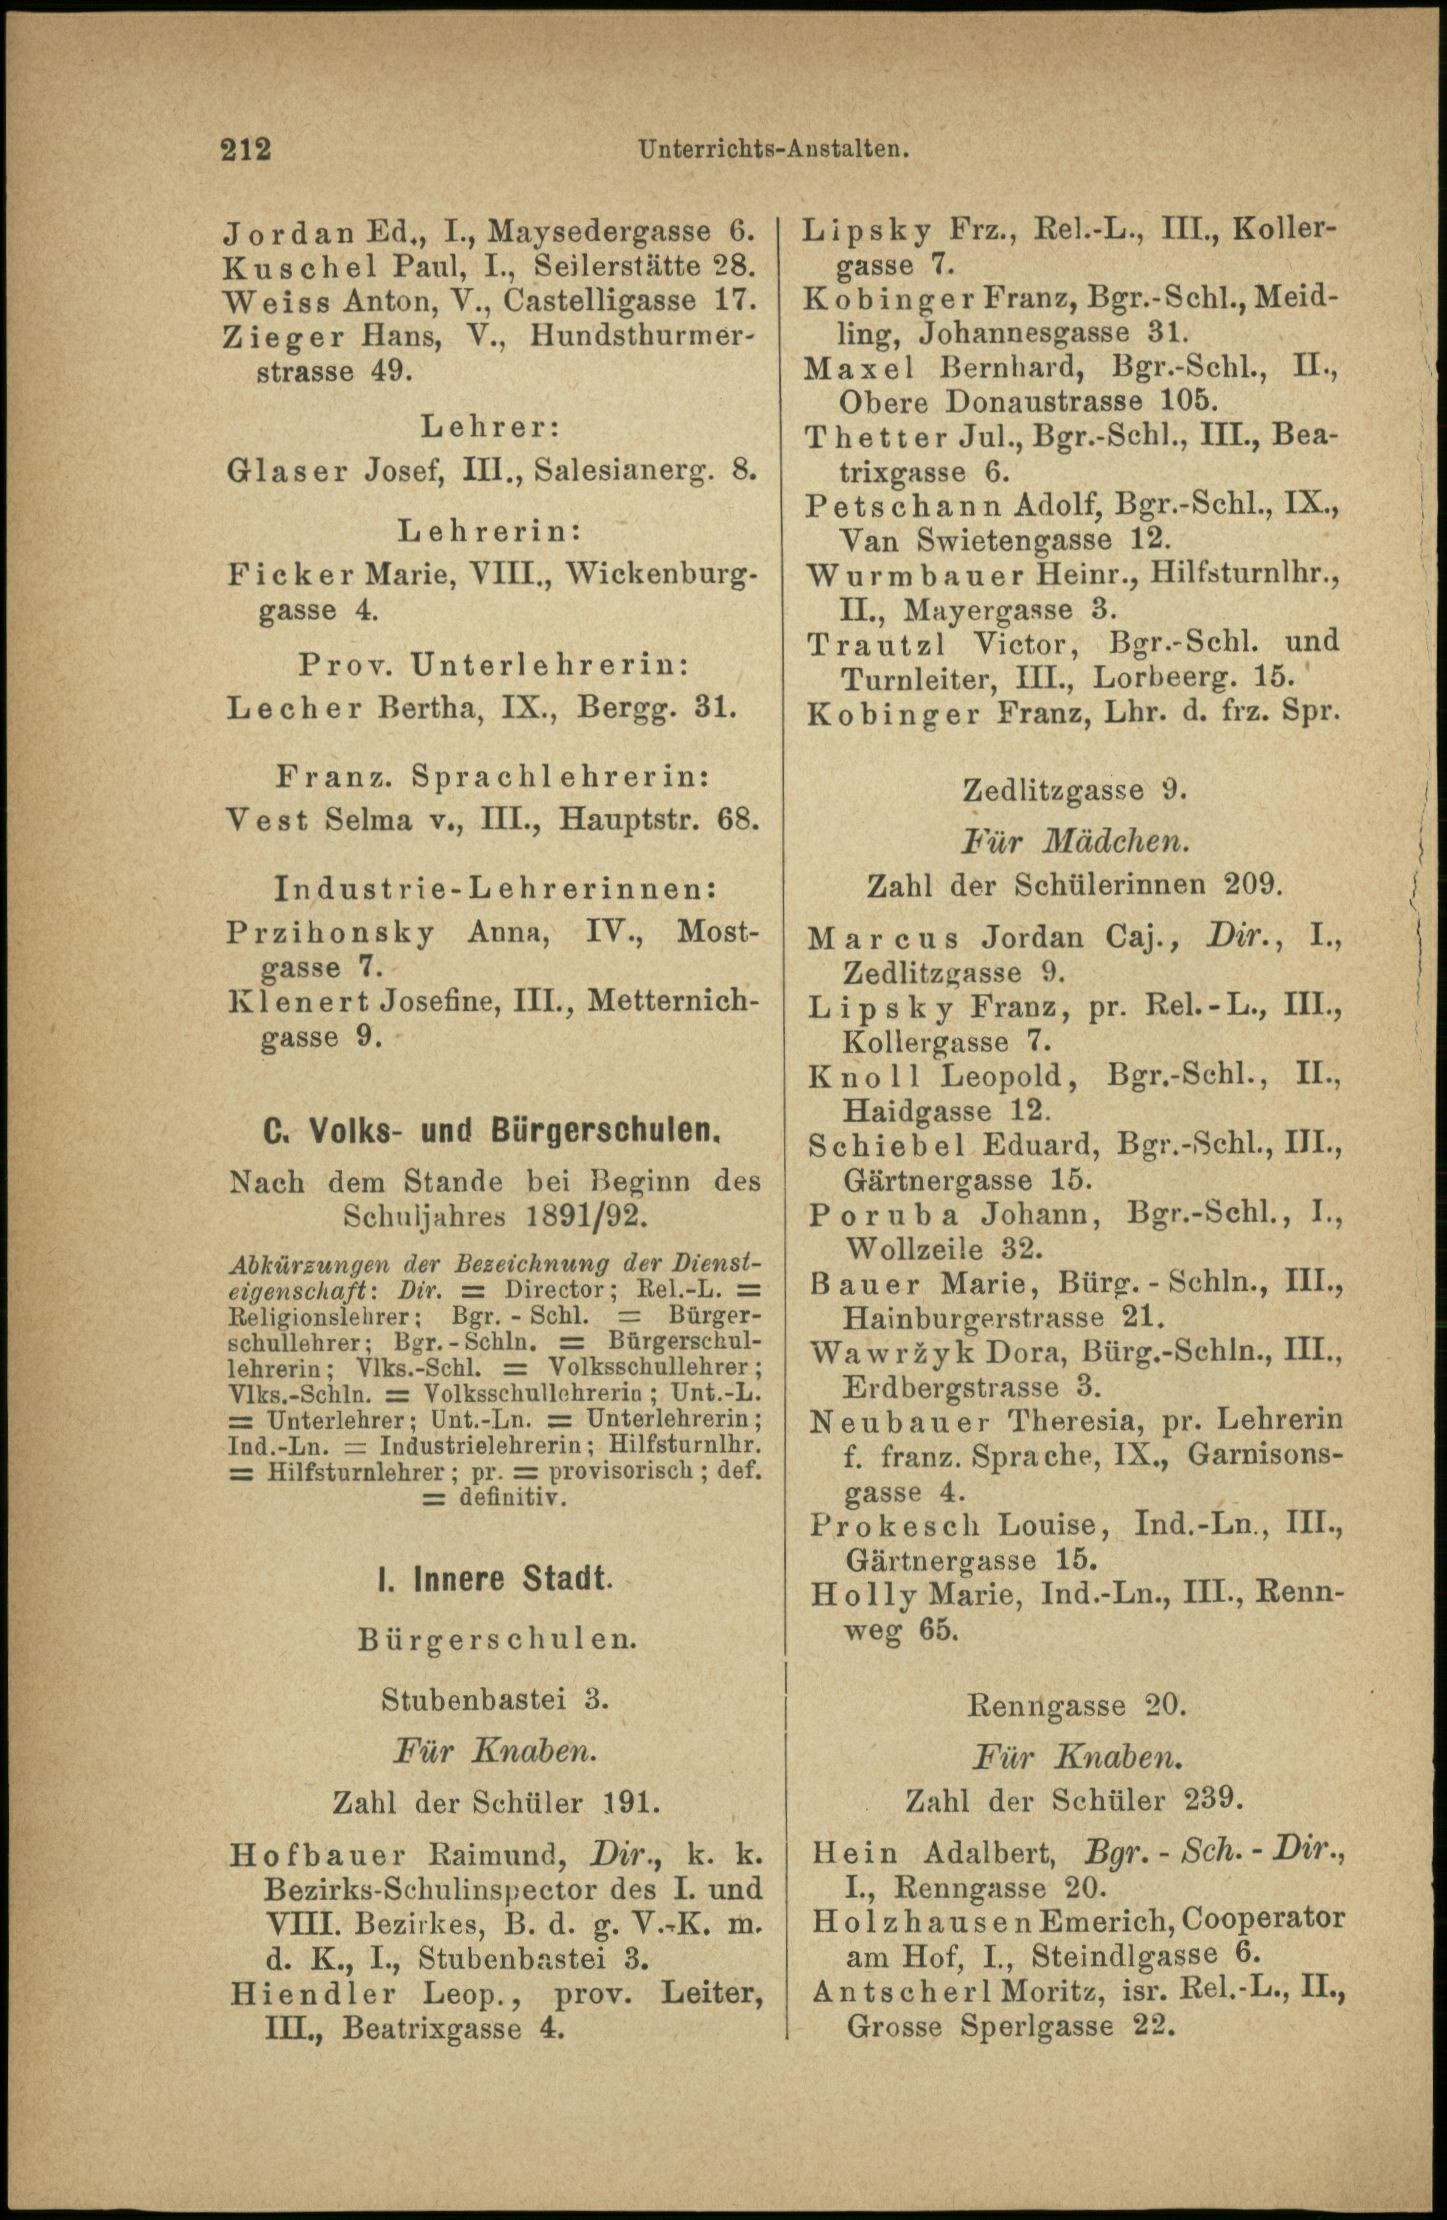 212
Unterrichts-Anstalten.
Jordan Ed., I., Maysedergasse 6.
Kuschel Paul, I., Seilerstätte 28.
Weiss Anton, V., Castelligasse 17.
Zieger Hans, V., Hundsthurmer-
strasse 49.
Lehrer:
Glaser Josef, III., Salesianerg. 8.
Lehrerin:
Ficker Marie, VIII., Wickenburg-
gasse 4.
Prov. Unterlehrerin:
Lecher Bertha, IX., Bergg. 31.
Franz. Sprachlehrerin:
Vest Selma v., III., Hauptstr. 68.
Industrie-Lehrerinnen:
Przihonsky Anna, IV., Most-
gasse 7.
Klenert Josefine, III., Metternich-
gasse 9.
C. Volks- und Bürgerschulen.
Nach dem Stande bei Beginn des
Schuljahres 1891/92.
Abkürzungen der Bezeichnung der Dienst-
eigenschaft: Dir. = Director; Rel.-L. =
Religionslehrer; Bgr. - Schl. = Bürger-
schullehrer; Bgr. - Schln. = Bürgerschul-
lehrerin; Vlks.-Schl. = Volksschullehrer;
Vlks.-Schln. = Volksschullehrerin; Unt.-L.
= Unterlehrer; Unt.-Ln. = Unterlehrerin;
Ind.-Ln. = Industrielehrerin; Hilfsturnlhr.
= Hilfsturnlehrer; pr. = provisorisch; def.
= definitiv.
I. Innere Stadt.
Bürgerschulen.
Stubenbastei 3.
Für Knaben.
Zahl der Schüler 191.
Hofbauer Raimund, Dir., k. k.
Bezirks-Schulinspector des I. und
VIII. Bezirkes, B. d. g. V.-K. m.
d. K., I., Stubenbastei 3.
Hiendler Leop., prov. Leiter,
III., Beatrixgasse 4.
Lipsky Frz., Rel.-L., III., Koller-
gasse 7.
Kobinger Franz, Bgr.-Schl., Meid-
ling, Johannesgasse 31.
Maxel Bernhard, Bgr.-Schl., II.,
Obere Donaustrasse 105.
Thetter Jul., Bgr.-Schl., III., Bea-
trixgasse 6.
Petschann Adolf, Bgr.-Schl., IX.,
Van Swietengasse 12.
Wurmbauer Heinr., Hilfsturnlhr.,
II., Mayergasse 3.
Trautzl Victor, Bgr.-Schl. und
Turnleiter, III., Lorbeerg. 15.
Kobinger Franz, Lhr. d. frz. Spr.
Zedlitzgasse 9.
Für Mädchen.
Zahl der Schülerinnen 209.
Marcus Jordan Caj., Dir., I.,
Zedlitzgasse 9.
Lipsky Franz, pr. Rel.-L., III.,
Kollergasse 7.
Knoll Leopold, Bgr.-Schl., II.,
Haidgasse 12.
Schiebel Eduard, Bgr.-Schl., III.,
Gärtnergasse 15.
Poruba Johann, Bgr.-Schl., I.,
Wollzeile 32.
Bauer Marie, Bürg. - Schln., III.,
Hainburgerstrasse 21.
Wawržyk Dora, Bürg.-Schln., III.,
Erdbergstrasse 3.
Neubauer Theresia, pr. Lehrerin
f. franz. Sprache, IX., Garnisons-
gasse 4.
Prokesch Louise, Ind.-Ln., III.,
Gärtnergasse 15.
Holly Marie, Ind.-Ln., III., Renn-
weg 65.
Renngasse 20.
Für Knaben.
Zahl der Schüler 239.
Hein Adalbert, Bgr. - Sch. - Dir.,
I., Renngasse 20.
Holzhausen Emerich, Cooperator
am Hof, I., Steindlgasse 6.
Antscherl Moritz, isr. Rel.-L., II.,
Grosse Sperlgasse 22.